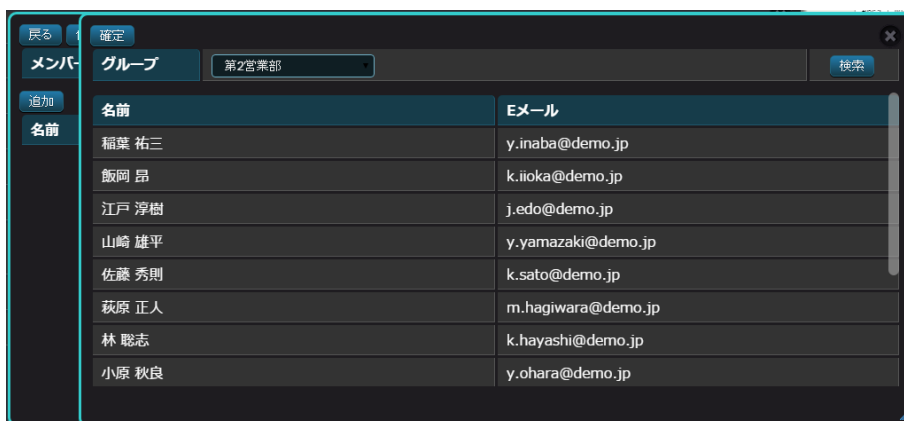 戻る
確定
メンバー
グループ 第2営業部 検索
追加
名前 Eメール
名前
稲葉 祐三 y.inaba@demo.jp
飯岡 昂 k.iioka@demo.jp
江戸 淳樹 j.edo@demo.jp
山崎 雄平 y.yamazaki@demo.jp
佐藤 秀則 k.sato@demo.jp
萩原 正人 m.hagiwara@demo.jp
林 聡志 k.hayashi@demo.jp
小原 秋良 y.ohara@demo.jp